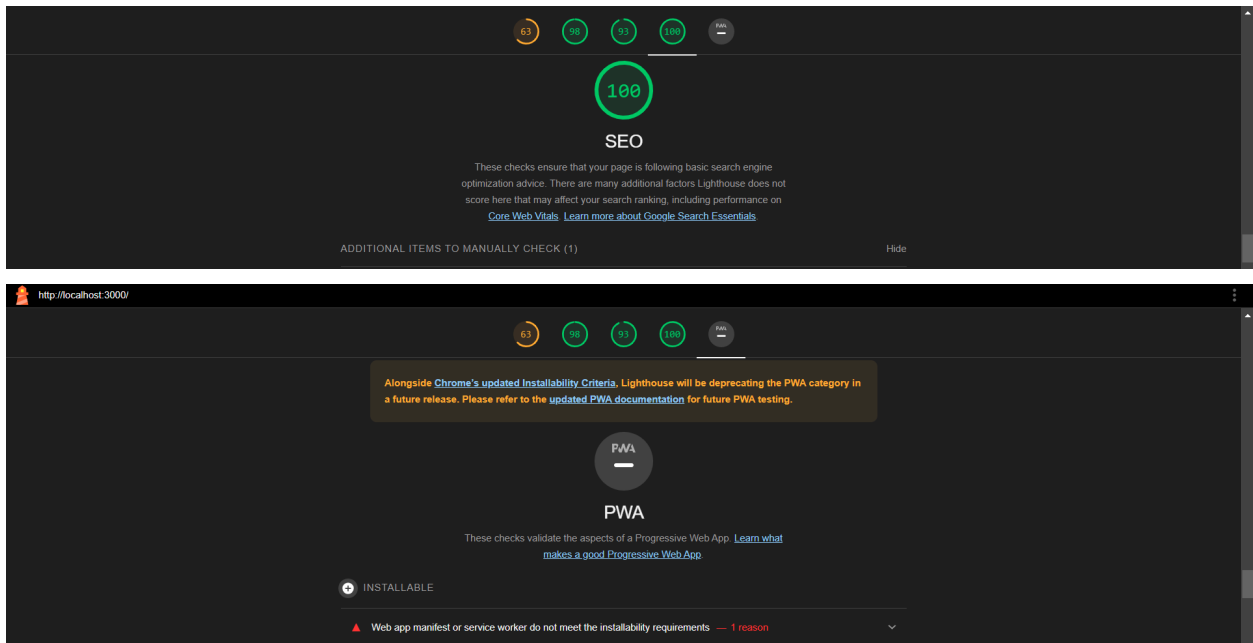 63 98 93 100 PWA
100
SEO
These checks ensure that your page is following basic search engine
optimization advice. There are many additional factors Lighthouse does not
score here that may affect your search ranking, including performance on
Core Web Vitals. Learn more about Google Search Essentials.
ADDITIONAL ITEMS TO MANUALLY CHECK (1) Hide
http://localhost:3000/
63 98 93 100 PWA
Alongside Chrome's updated Installability Criteria, Lighthouse will be deprecating the PWA category in
a future release. Please refer to the updated PWA documentation for future PWA testing.
PWA
PWA
These checks validate the aspects of a Progressive Web App. Learn what
makes a good Progressive Web App.
INSTALLABLE
Web app manifest or service worker do not meet the installability requirements — 1 reason